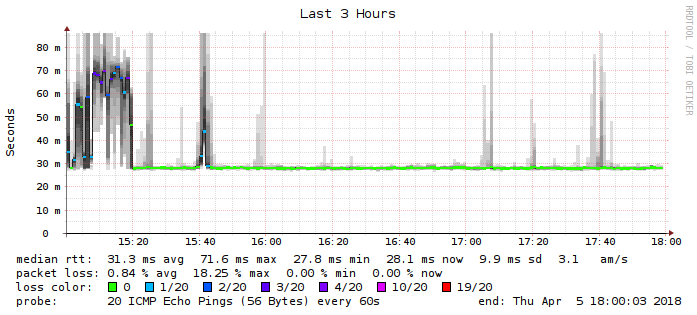 Last 3 Hours
RRDTOOL / TOBI OETIKER
Seconds
80 m
70 m
60 m
50 m
40 m
30 m
20 m
10 m
0
15:20 15:40 16:00 16:20 16:40 17:00 17:20 17:40 18:00
median rtt: 31.3 ms avg 71.6 ms max 27.8 ms min 28.1 ms now 9.9 ms sd 3.1 am/s
packet loss: 0.84 % avg 18.25 % max 0.00 % min 0.00 % now
loss color: 0 1/20 2/20 3/20 4/20 10/20 19/20
probe: 20 ICMP Echo Pings (56 Bytes) every 60s end: Thu Apr 5 18:00:03 2018